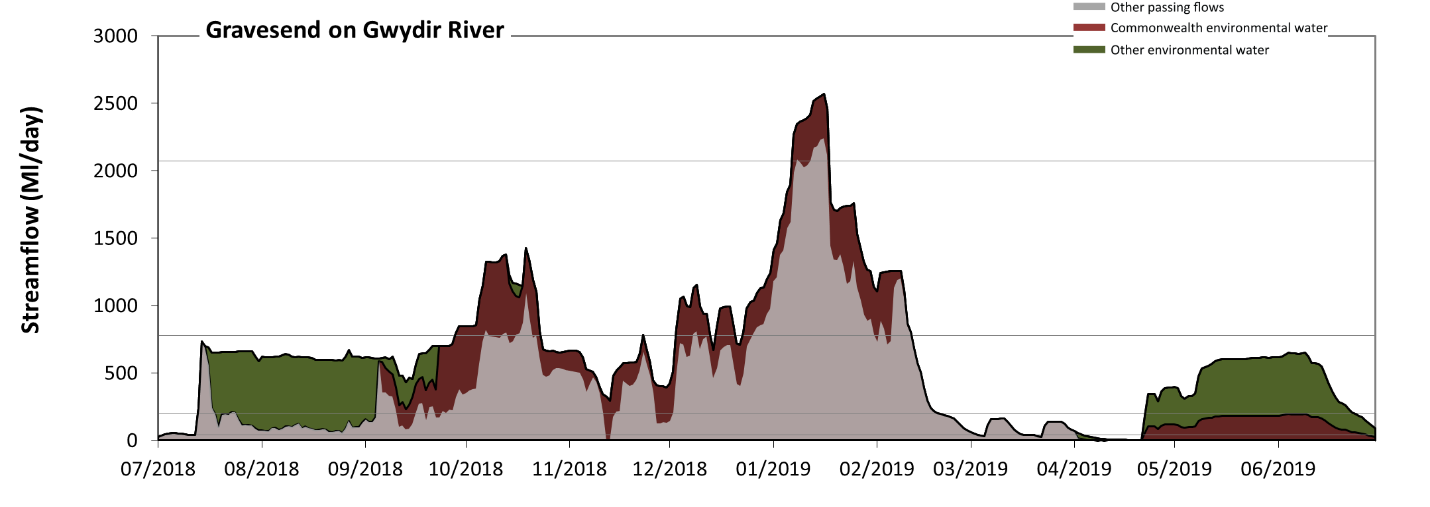 Gravesend on Gwydir River
Other passing flows
Commonwealth environmental water
Other environmental water
Streamflow (Ml/day)
3000
2500
2000
1500
1000
500
0
07/2018 08/2018 09/2018 10/2018 11/2018 12/2018 01/2019 02/2019 03/2019 04/2019 05/2019 06/2019